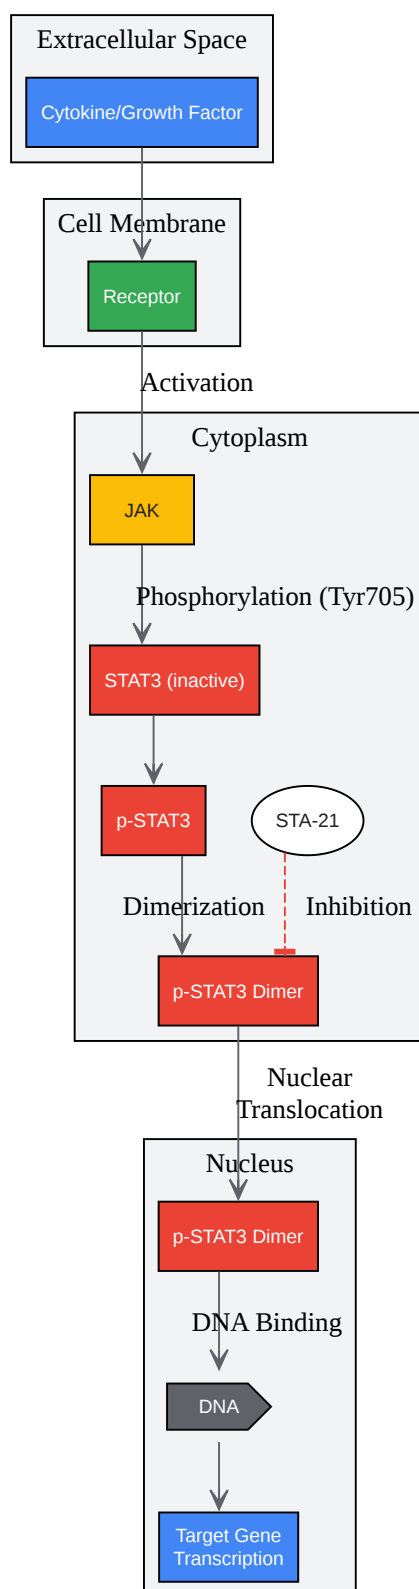 Extracellular Space
Cytokine/Growth Factor
Cell Membrane
Receptor
Activation
Cytoplasm
JAK
Phosphorylation (Tyr705)
STAT3 (inactive)
p-STAT3
STA-21
Dimerization
Inhibition
p-STAT3 Dimer
Nuclear
Translocation
Nucleus
p-STAT3 Dimer
DNA Binding
DNA
Target Gene
Transcription